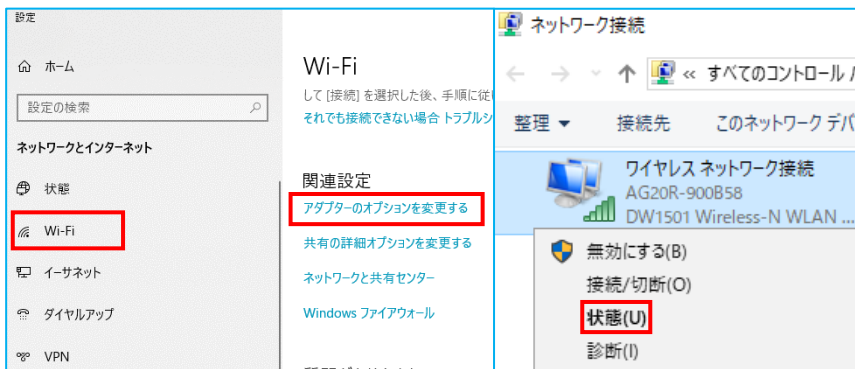 設定
ホーム
設定の検索
ネットワークとインターネット
状態
Wi-Fi
イーサネット
ダイヤルアップ
VPN
Wi-Fi
して [接続] を選択した後、手順に従
それでも接続できない場合 トラブルシ
関連設定
アダプターのオプションを変更する
共有の詳細オプションを変更する
ネットワークと共有センター
Windows ファイアウォール
ネットワーク接続
« すべてのコントロール
整理 ▼ 接続先 このネットワーク デバ
ワイヤレス ネットワーク接続
AG20R-900B58
DW1501 Wireless-N WLAN ...
無効にする(B)
接続/切断(O)
状態(U)
診断(I)